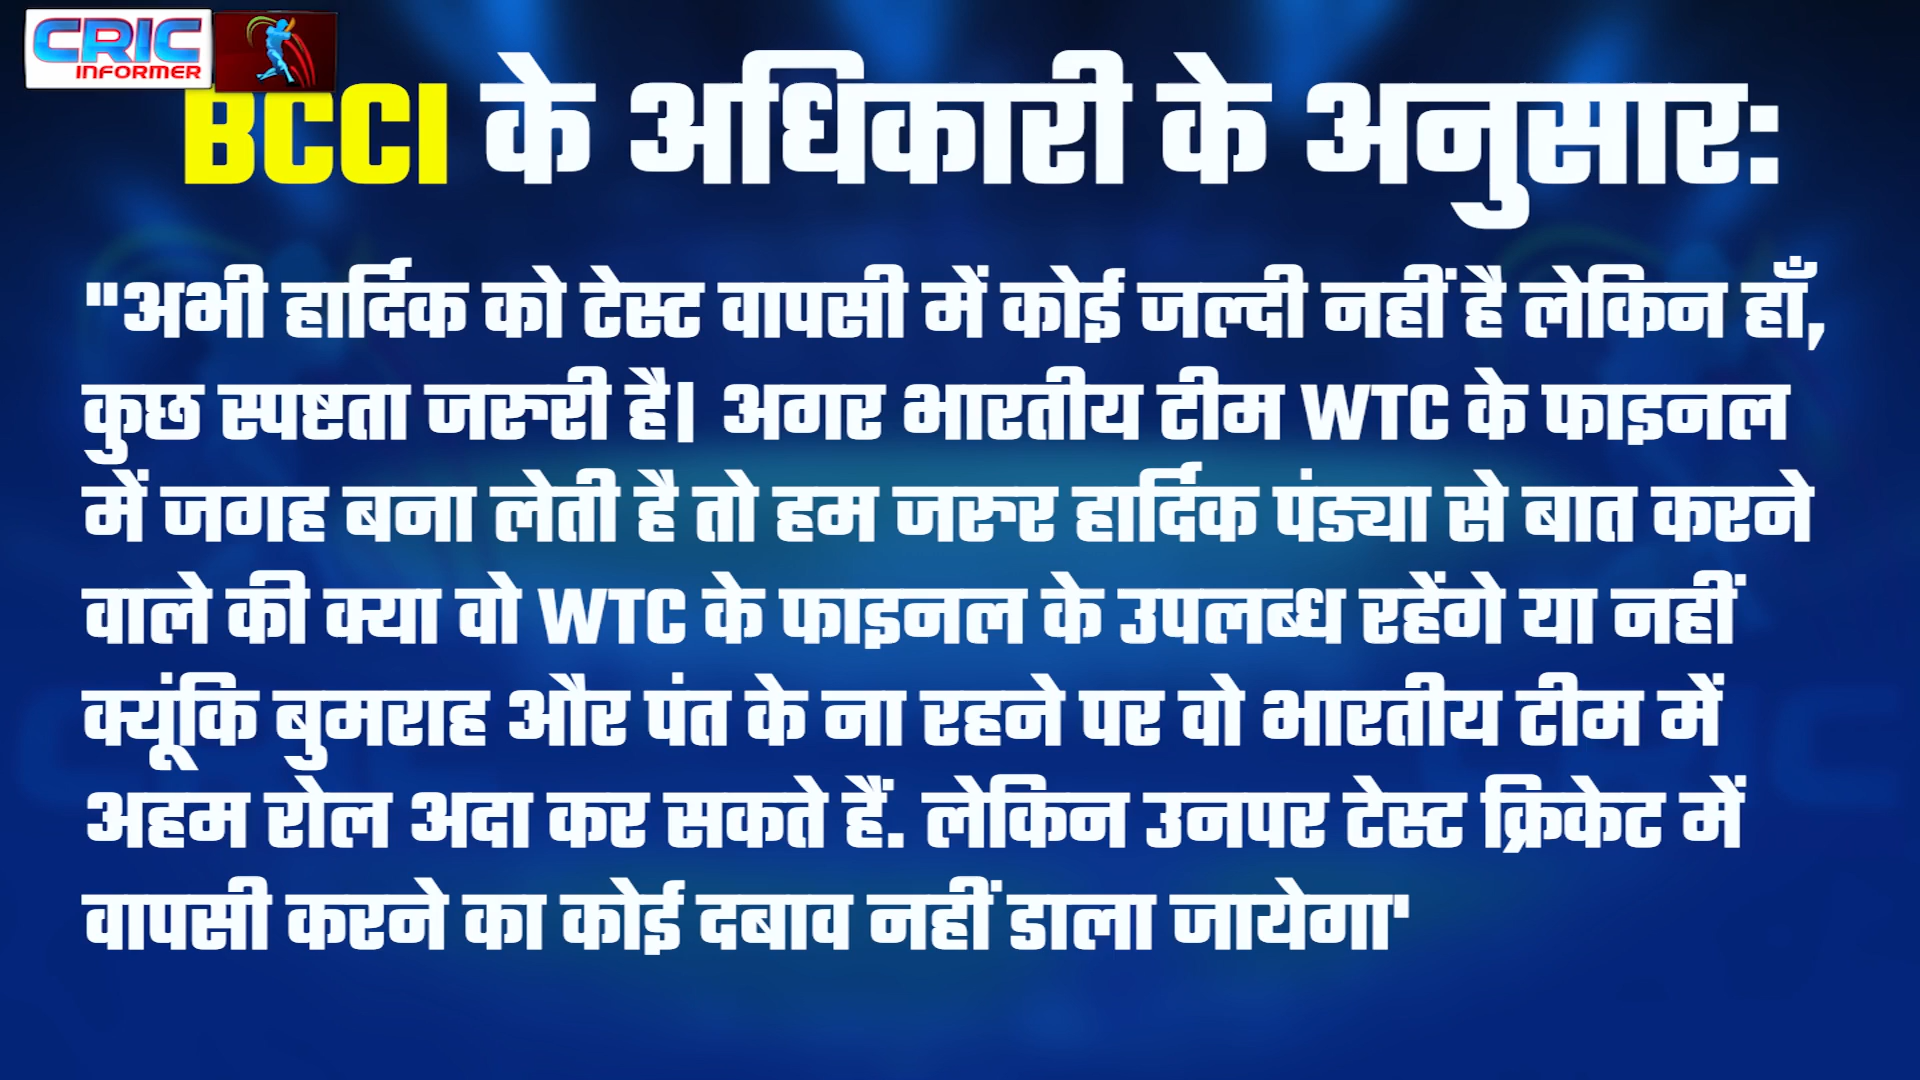 CRIC
INFORMER
BCCI के अधिकारी के अनुसार:
"अभी हार्दिक को टेस्ट वापसी में कोई जल्दी नहीं है लेकिन हाँ,
कुछ स्पष्टता जरुरी है| अगर भारतीय टीम WTC के फाइनल
में जगह बना लेती है तो हम जरुर हार्दिक पंड्या से बात करने
वाले की क्या वो WTC के फाइनल के उपलब्ध रहेंगे या नहीं
क्यूंकि बुमराह और पंत के ना रहने पर वो भारतीय टीम में
अहम रोल अदा कर सकते हैं. लेकिन उनपर टेस्ट क्रिकेट में
वापसी करने का कोई दबाव नहीं डाला जायेगा'